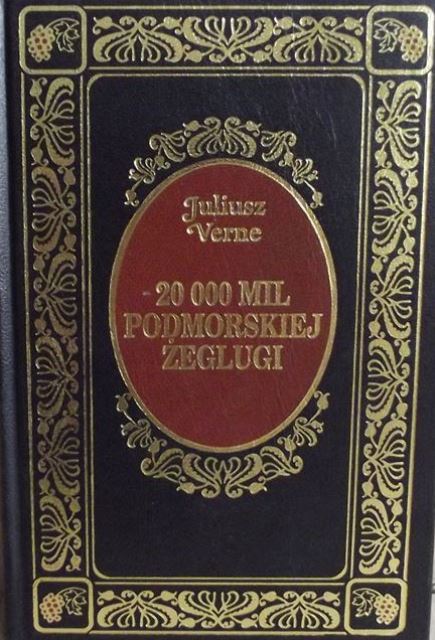 Juliusz
Verne
20 000 MIL
PODMORSKIEJ
ŻEGLUGI